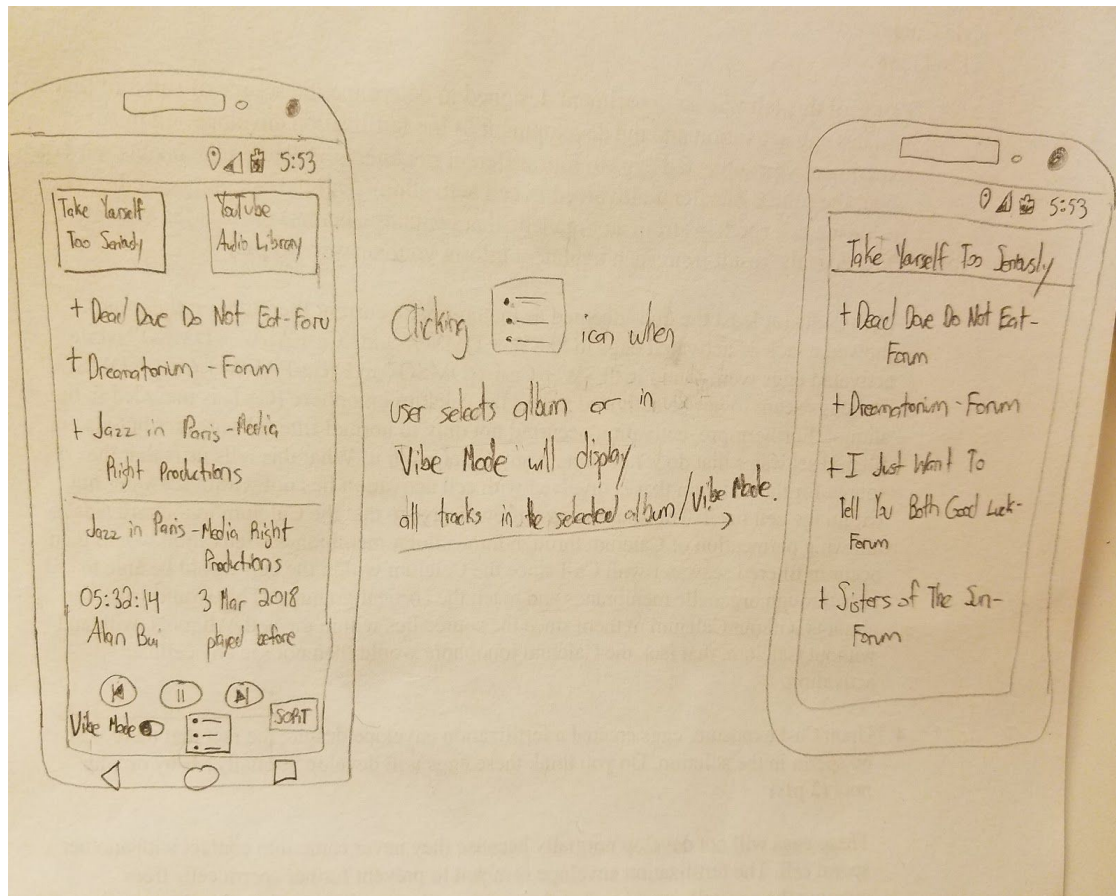 5:53
Take Yourself
Too Seriously
YouTube
Audio Library
+ Dead Dove Do Not Eat-Foru
+ Dreamatorium - Forum
+ Jazz in Paris-Media
Right Productions
Jazz in Paris -Media Right
Productions
05:32:14
3 Mar 2018
Alan Bui
played before
Vibe Mode
SORT
Clicking icon when
user selects album or in
"Vibe Mode" will display
all tracks in the selected album/Vibe Mode.
5:53
Take Yourself Too Seriously
+ Dead Dove Do Not Eat-
Forum
+ Dreamatorium - Forum
+ I Just Want To
Tell You Both Good Luck-
Forum
+ Sisters of The Sun-
Forum